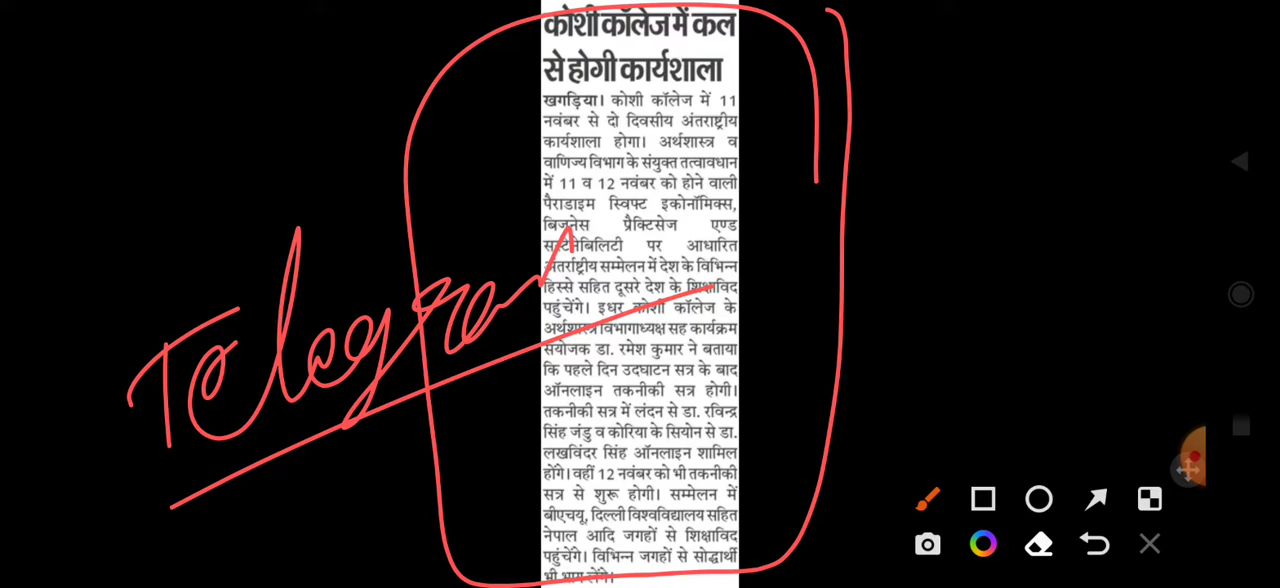 कोशी कॉलेज में कल
से होगी कार्यशाला
खगड़िया। कोशी कॉलेज में 11
नवंबर से दो दिवसीय अंतराष्ट्रीय
कार्यशाला होगा। अर्थशास्त्र व
वाणिज्य विभाग के संयुक्त तत्वावधान
में 11 व 12 नवंबर को होने वाली
पैराडाइम स्विफ्ट इकोनॉमिक्स,
बिजनेस प्रैक्टिसेज एण्ड
सस्टेनेबिलिटी पर आधारित
अंतर्राष्ट्रीय सम्मेलन में देश के विभिन्न
हिस्से सहित दूसरे देश के शिक्षाविद
पहुंचेंगे। इधर कोशी कॉलेज के
अर्थशास्त्र विभागाध्यक्ष सह कार्यक्रम
संयोजक डा. रमेश कुमार ने बताया
कि पहले दिन उदघाटन सत्र के बाद
ऑनलाइन तकनीकी सत्र होगी।
तकनीकी सत्र में लंदन से डा. रविन्द्र
सिंह जंडु व कोरिया के सियोन से डा.
लखविंदर सिंह ऑनलाइन शामिल
होंगे। वहीं 12 नवंबर को भी तकनीकी
सत्र से शुरू होगी। सम्मेलन में
बीएचयू, दिल्ली विश्वविद्यालय सहित
नेपाल आदि जगहों से शिक्षाविद
पहुंचेंगे। विभिन्न जगहों से सोद्धार्थी
भी भाग लेंगे।
Telegram